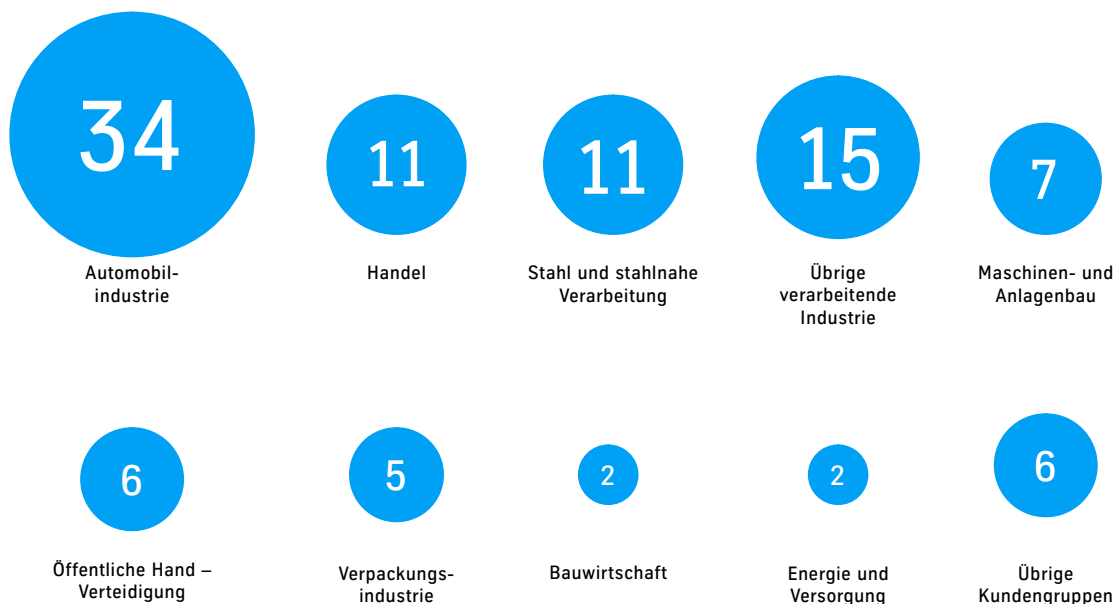 34
Automobil-
industrie
11
Handel
11
Stahl und stahlnahe
Verarbeitung
15
Übrige
verarbeitende
Industrie
7
Maschinen- und
Anlagenbau
6
Öffentliche Hand –
Verteidigung
5
Verpackungs-
industrie
2
Bauwirtschaft
2
Energie und
Versorgung
6
Übrige
Kundengruppen